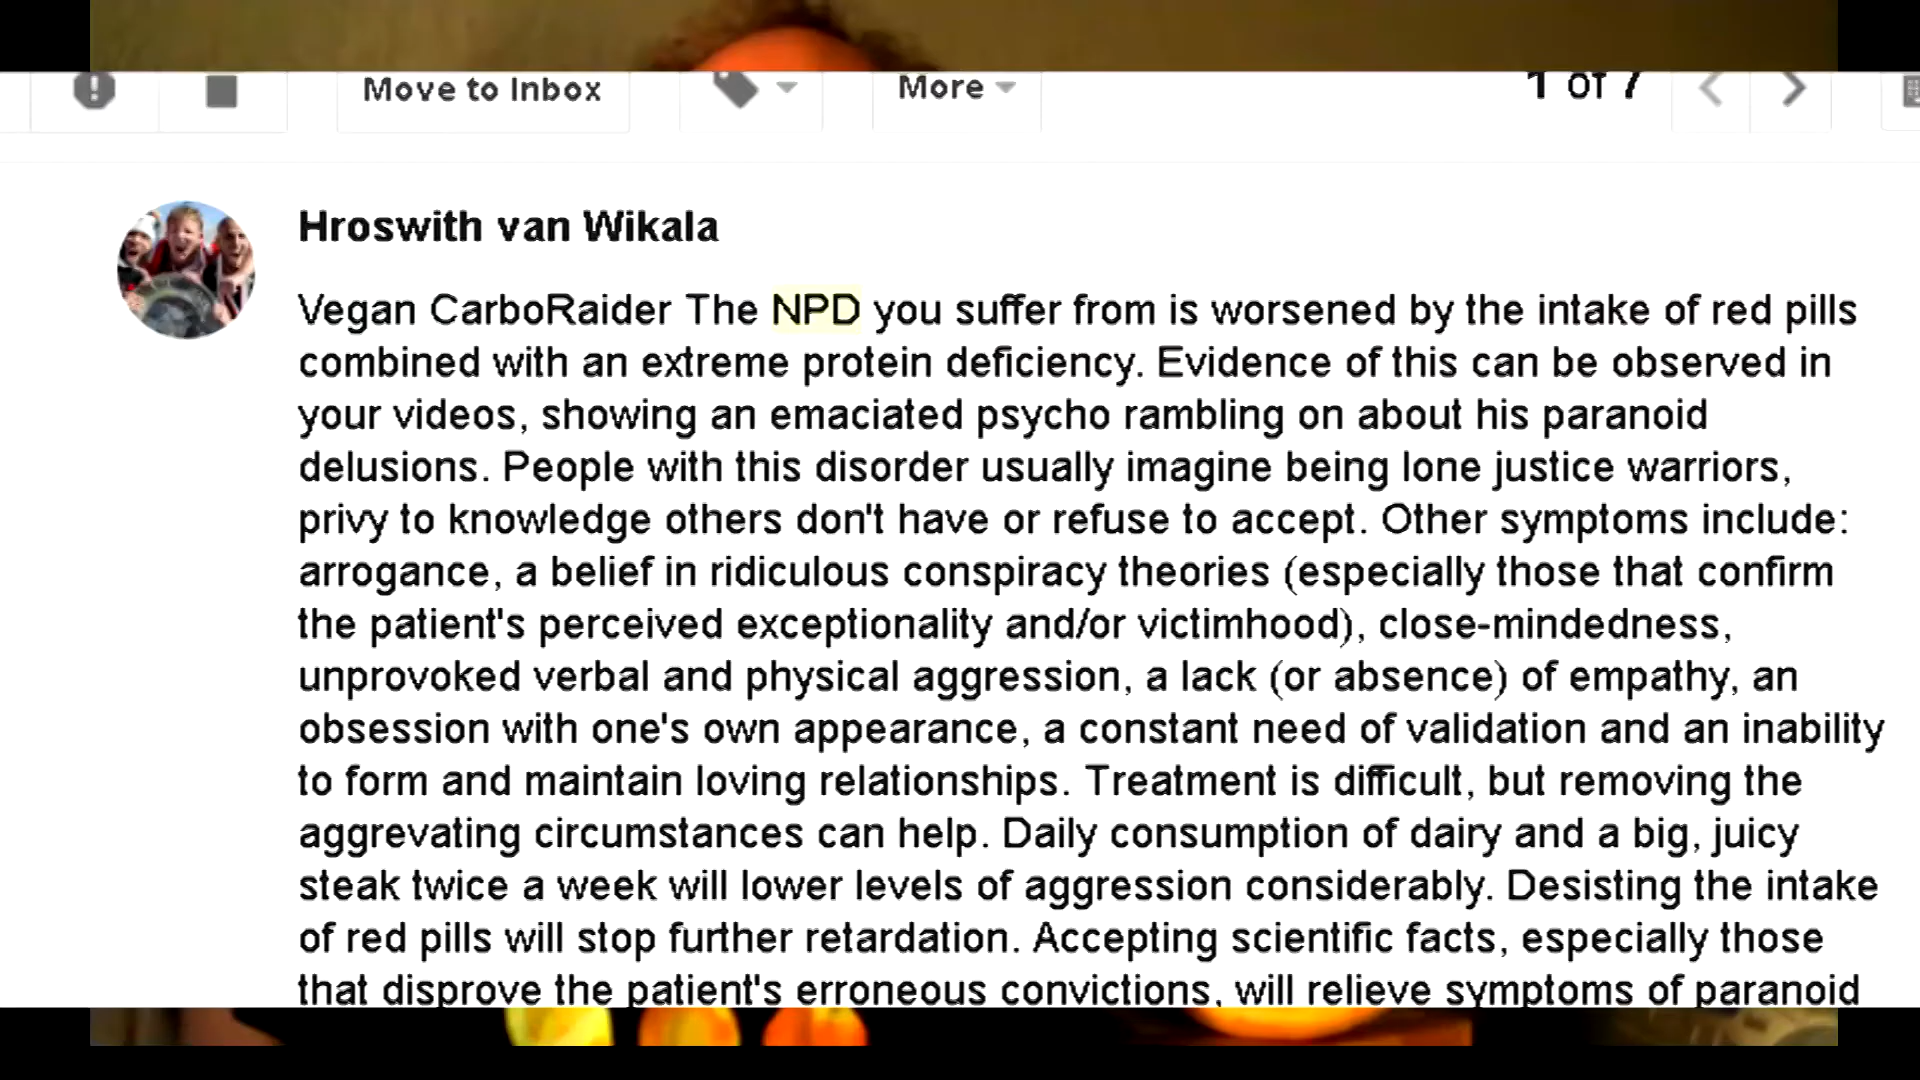 Move to Inbox
More
1 of 7
Hroswith van Wikala
Vegan CarboRaider The NPD you suffer from is worsened by the intake of red pills
combined with an extreme protein deficiency. Evidence of this can be observed in
your videos, showing an emaciated psycho rambling on about his paranoid
delusions. People with this disorder usually imagine being lone justice warriors,
privy to knowledge others don't have or refuse to accept. Other symptoms include:
arrogance, a belief in ridiculous conspiracy theories (especially those that confirm
the patient's perceived exceptionality and/or victimhood), close-mindedness,
unprovoked verbal and physical aggression, a lack (or absence) of empathy, an
obsession with one's own appearance, a constant need of validation and an inability
to form and maintain loving relationships. Treatment is difficult, but removing the
aggrevating circumstances can help. Daily consumption of dairy and a big, juicy
steak twice a week will lower levels of aggression considerably. Desisting the intake
of red pills will stop further retardation. Accepting scientific facts, especially those
that disprove the patient's erroneous convictions, will relieve symptoms of paranoid